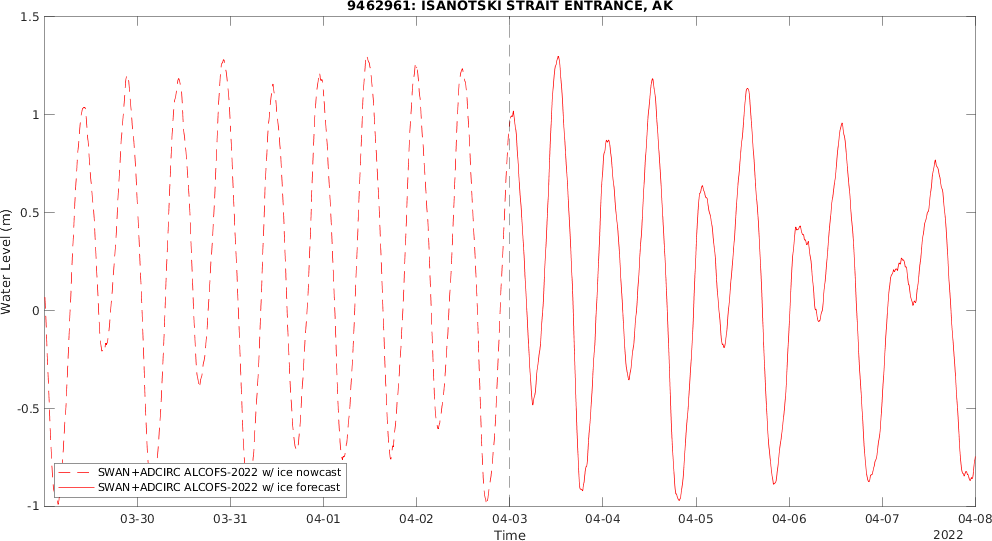 9462961: ISANOTSKI STRAIT ENTRANCE, AK
1.5
1
0.5
0
-0.5
-1
Water Level (m)
SWAN+ADCIRC ALCOFS-2022 w/ ice nowcast
SWAN+ADCIRC ALCOFS-2022 w/ ice forecast
03-30 03-31 04-01 04-02 04-03 04-04 04-05 04-06 04-07 04-08
Time
2022